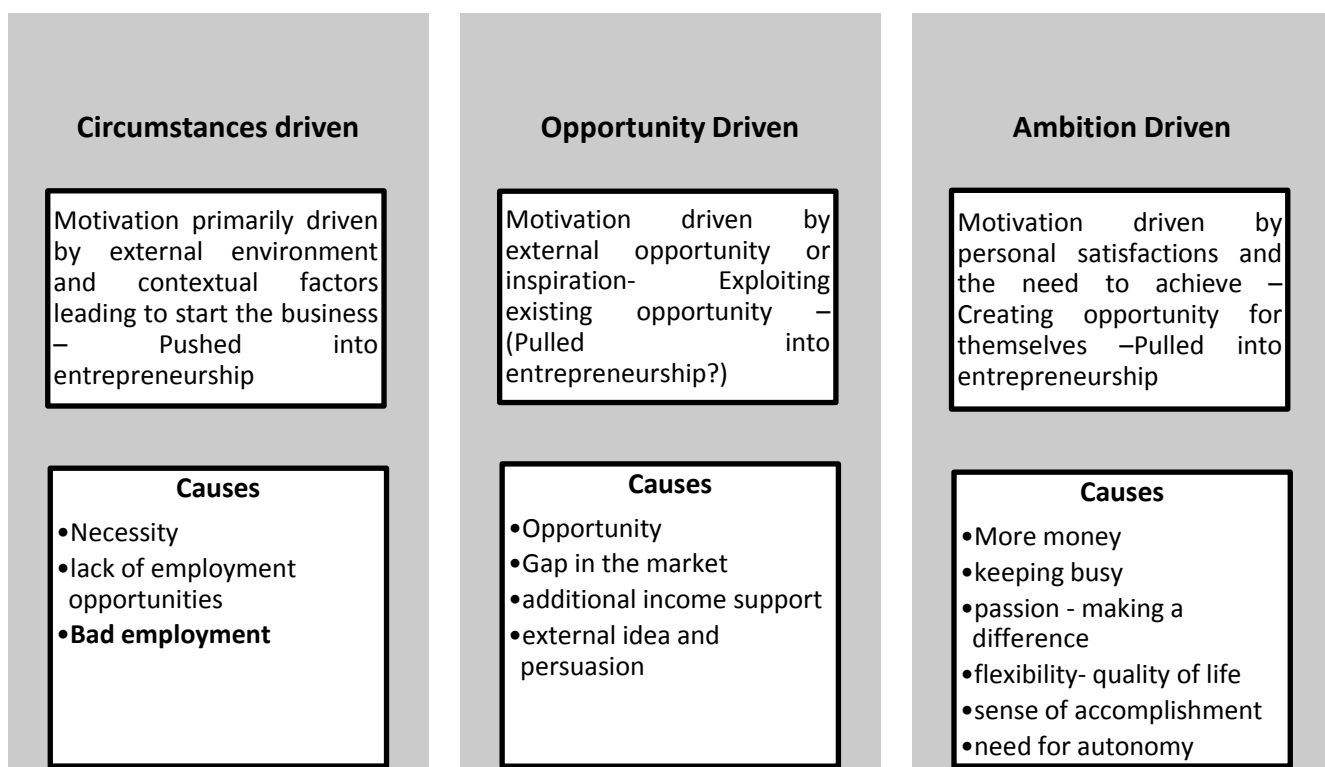 Circumstances driven
Motivation primarily driven
by external environment
and contextual factors
leading to start the business
– Pushed into
entrepreneurship
Causes
•Necessity
•lack of employment
opportunities
•Bad employment
Opportunity Driven
Motivation driven by
external opportunity or
inspiration- Exploiting
existing opportunity –
(Pulled into
entrepreneurship?)
Causes
•Opportunity
•Gap in the market
•additional income support
•external idea and
persuasion
Ambition Driven
Motivation driven by
personal satisfactions and
the need to achieve –
Creating opportunity for
themselves –Pulled into
entrepreneurship
Causes
•More money
•keeping busy
•passion - making a
difference
•flexibility- quality of life
•sense of accomplishment
•need for autonomy